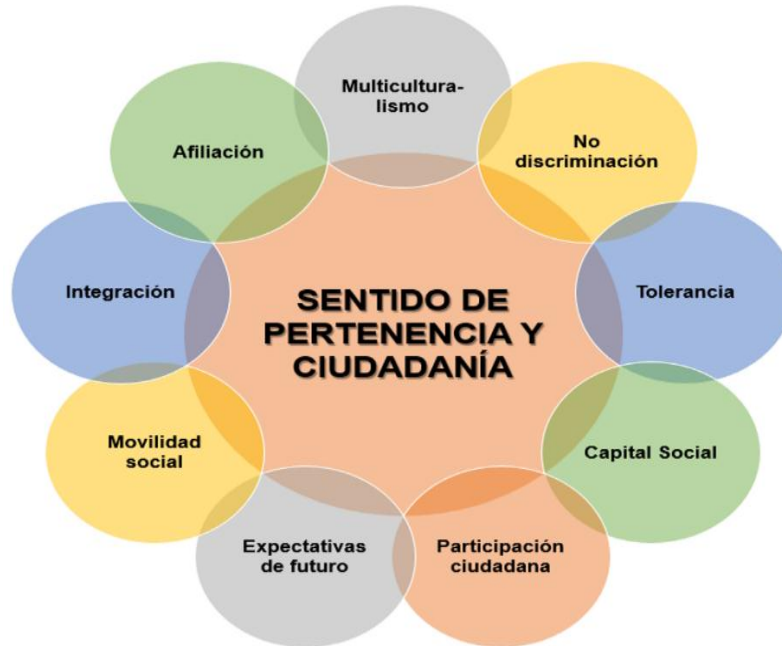 Multicultura-
lismo
No
discriminación
Tolerancia
Capital Social
Participación
ciudadana
Expectativas
de futuro
Movilidad
social
Integración
Afiliación
SENTIDO DE
PERTENENCIA Y
CIUDADANÍA